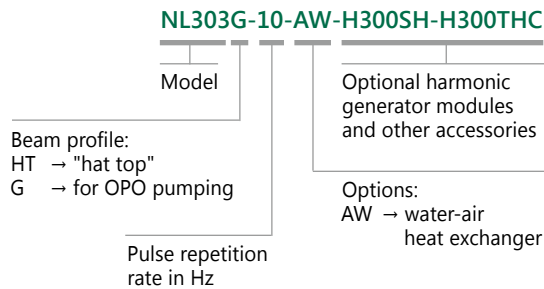 NL303G-10-AW-H300SH-H300THC
Model
Optional harmonic
generator modules
and other accessories
Beam profile:
HT → "hat top"
G → for OPO pumping
Options:
AW → water-air
heat exchanger
Pulse repetition
rate in Hz